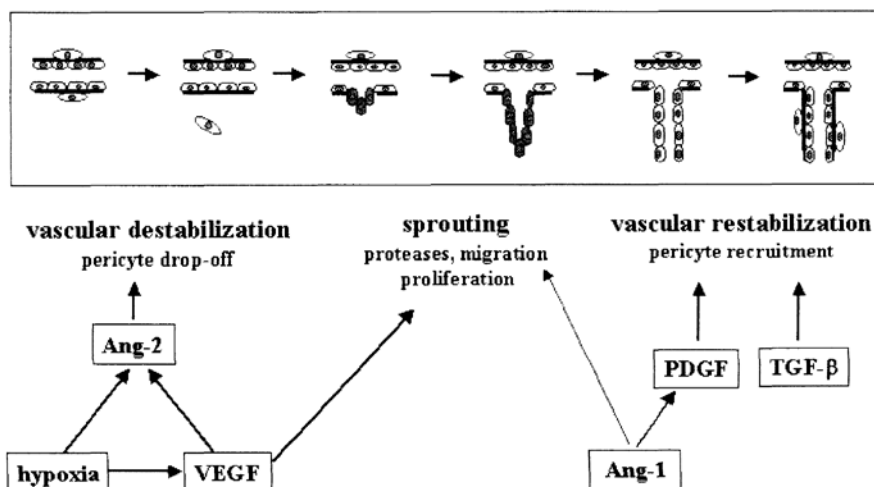 vascular destabilization
pericyte drop-off
sprouting
proteases, migration
proliferation
vascular restabilization
pericyte recruitment
Ang-2
PDGF
TGF-β
hypoxia
VEGF
Ang-1